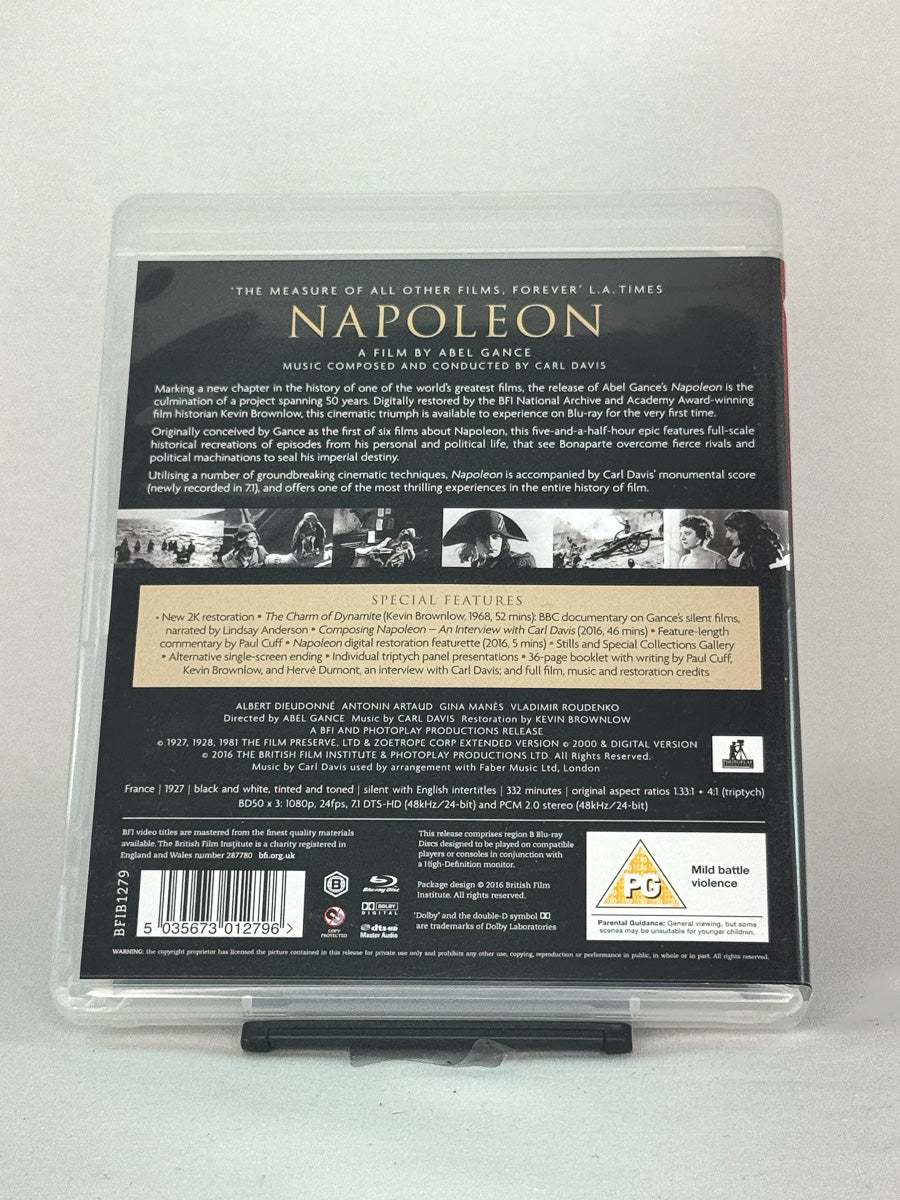 'THE MEASURE OF ALL OTHER FILMS, FOREVER' L.A. TIMES
NAPOLEON
A FILM BY ABEL GANCE
MUSIC COMPOSED AND CONDUCTED BY CARL DAVIS
Marking a new chapter in the history of one of the world's greatest films, the release of Abel Gance's Napoleon is the
culmination of a project spanning 50 years. Digitally restored by the BFI National Archive and Academy Award-winning
film historian Kevin Brownlow, this cinematic triumph is available to experience on Blu-ray for the very first time.
Originally conceived by Gance as the first of six films about Napoleon, this five-and-a-half-hour epic features full-scale
historical recreations of episodes from his personal and political life, that see Bonaparte overcome fierce rivals and
political machinations to seal his imperial destiny.
Utilising a number of groundbreaking cinematic techniques, Napoleon is accompanied by Carl Davis' monumental score
(newly recorded in 7.1), and offers one of the most thrilling experiences in the entire history of film.
SPECIAL FEATURES
• New 2K restoration • The Charm of Dynamite (Kevin Brownlow, 1968, 52 mins): BBC documentary on Gance's silent films,
narrated by Lindsay Anderson • Composing Napoleon – An Interview with Carl Davis (2016, 46 mins) • Feature-length
commentary by Paul Cuff • Napoleon digital restoration featurette (2016, 5 mins) • Stills and Special Collections Gallery
• Alternative single-screen ending • Individual triptych panel presentations • 36-page booklet with writing by Paul Cuff,
Kevin Brownlow, and Hervé Dumont, an interview with Carl Davis; and full film, music and restoration credits
ALBERT DIEUDONNÉ ANTONIN ARTAUD GINA MANÈS VLADIMIR ROUDENKO
Directed by ABEL GANCE Music by CARL DAVIS Restoration by KEVIN BROWNLOW
A BFI AND PHOTOPLAY PRODUCTIONS RELEASE
© 1927, 1928, 1981 THE FILM PRESERVE, LTD & ZOETROPE CORP EXTENDED VERSION © 2000 & DIGITAL VERSION
© 2016 THE BRITISH FILM INSTITUTE & PHOTOPLAY PRODUCTIONS LTD. All Rights Reserved.
Music by Carl Davis used by arrangement with Faber Music Ltd, London
PHOTOPLAY
France | 1927 | black and white, tinted and toned | silent with English intertitles | 332 minutes | original aspect ratios 1.33:1 + 4:1 (triptych)
BD50 x 3: 1080p, 24fps, 7.1 DTS-HD (48kHz/24-bit) and PCM 2.0 stereo (48kHz/24-bit)
BFI video titles are mastered from the finest quality materials
available. The British Film Institute is a charity registered in
England and Wales number 287780 bfi.org.uk
BFIB1279
5 035673 012796 >
B
Blu-ray Disc
COPY
PROTECTED
DOLBY
DIGITAL
dts-HD
Master Audio
This release comprises region B Blu-ray
Discs designed to be played on compatible
players or consoles in conjunction with
a High-Definition monitor.
Package design © 2016 British Film
Institute. All rights reserved.
'Dolby' and the double-D symbol
are trademarks of Dolby Laboratories
PG
Mild battle
violence
Parental Guidance: General viewing, but some
scenes may be unsuitable for younger children.
WARNING: the copyright proprietor has licensed the picture contained in this release for private use only and prohibits any other use, copying, reproduction or performance in public, in whole or in part. All rights reserved.